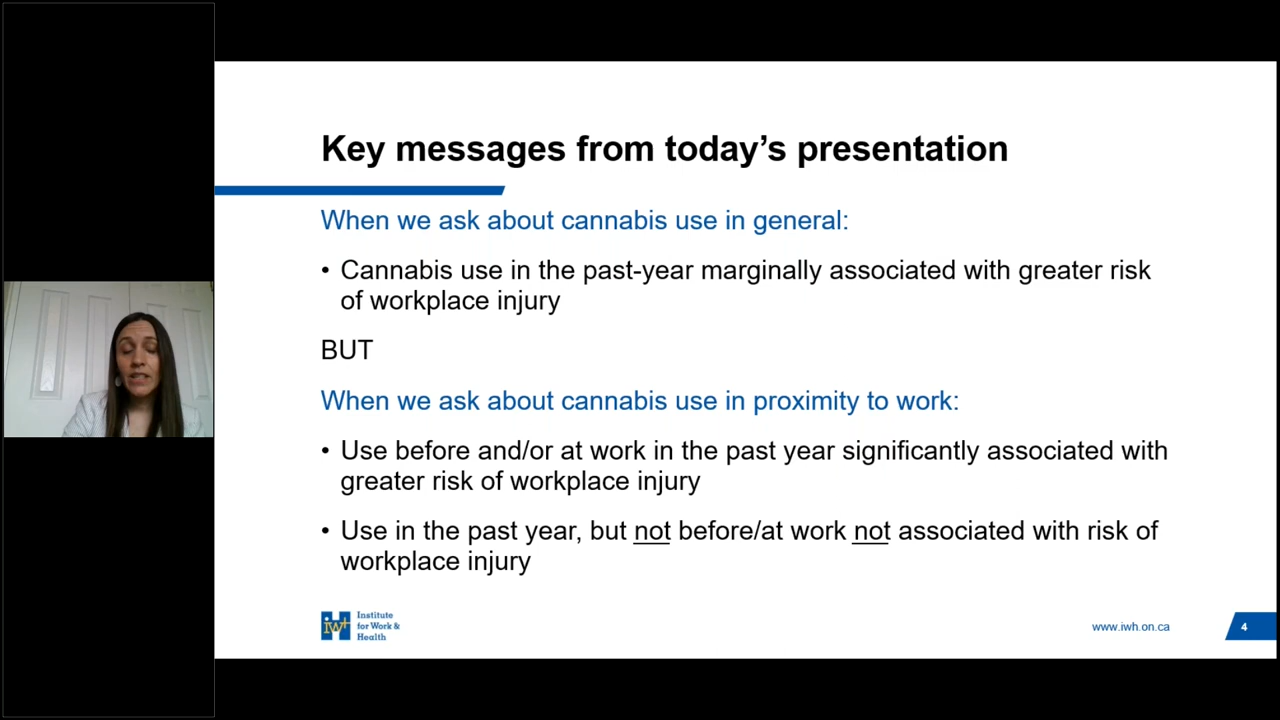 Key messages from today's presentation
When we ask about cannabis use in general:
• Cannabis use in the past-year marginally associated with greater risk
of workplace injury
BUT
When we ask about cannabis use in proximity to work:
• Use before and/or at work in the past year significantly associated with
greater risk of workplace injury
• Use in the past year, but not before/at work not associated with risk of
workplace injury
iwh
Institute
for Work &
Health
www.iwh.on.ca
4